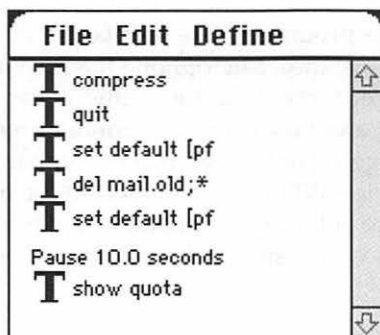 File Edit Define
T compress
T quit
T set default [pf
T del mail.old;*
T set default [pf
Pause 10.0 seconds
T show quota